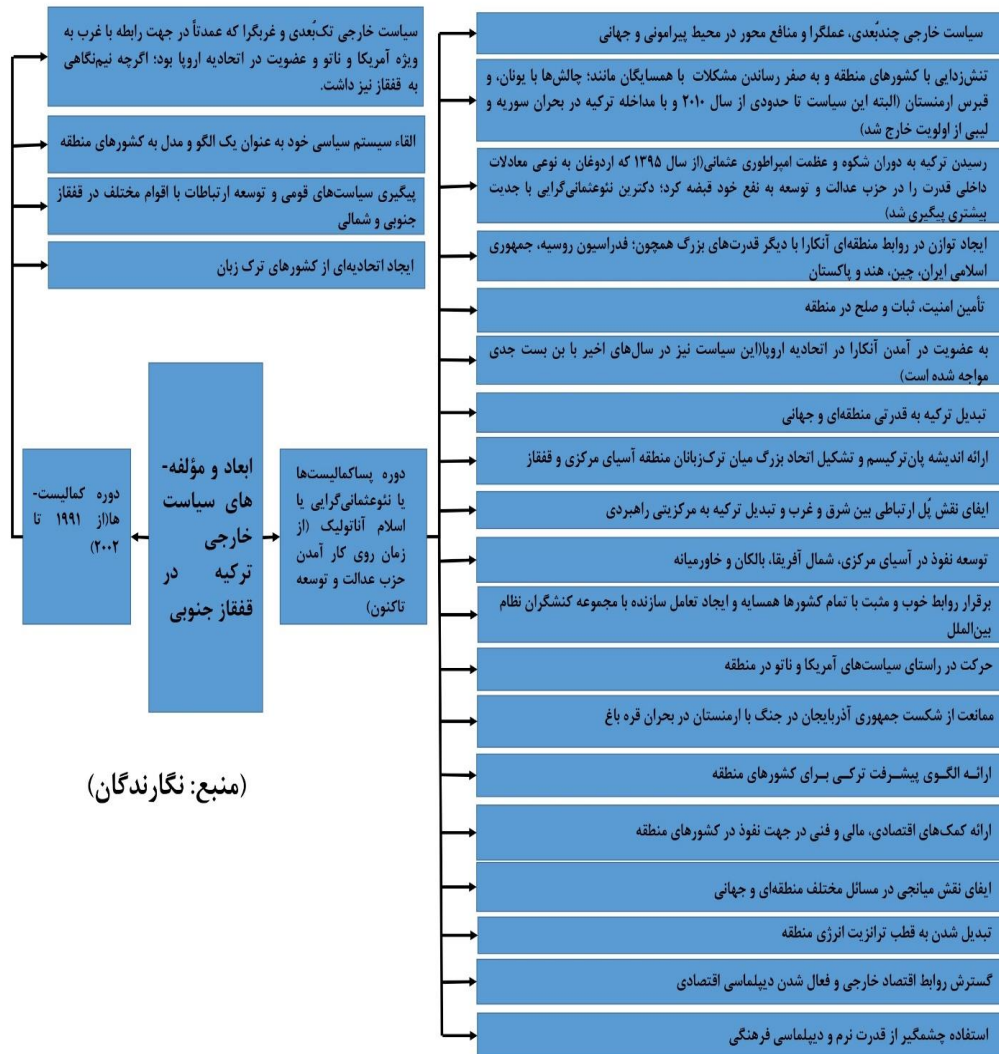 ابعاد و مؤلفه-
های سیاست
خارجی
ترکیه در
قفقاز جنوبی
دوره پساکمالیست‌ها
یا نئوعثمانی‌گرایی یا
اسلام آناتولیک (از
زمان روی کار آمدن
حزب عدالت و توسعه
تاکنون)
سیاست خارجی چندبُعدی، عملگرا و منافع محور در محیط پیرامونی و جهانی
تنش‌زدایی با کشورهای منطقه و به صفر رساندن مشکلات با همسایگان مانند؛ چالش‌ها با یونان، و
قبرس ارمنستان (البته این سیاست تا حدودی از سال ۲۰۱۰ و با مداخله ترکیه در بحران سوریه و
لیبی از اولویت خارج شد)
رسیدن ترکیه به دوران شکوه و عظمت امپراطوری عثمانی(از سال ۱۳۹۵ که اردوغان به نوعی معادلات
داخلی قدرت را در حزب عدالت و توسعه به نفع خود قبضه کرد؛ دکترین نئوعثمانی‌گرایی با جدیت
بیشتری پیگیری شد)
ایجاد توازن در روابط منطقه‌ای آنکارا با دیگر قدرت‌های بزرگ همچون؛ فدراسیون روسیه، جمهوری
اسلامی ایران، چین، هند و پاکستان
تأمین امنیت، ثبات و صلح در منطقه
به عضویت در آمدن آنکارا در اتحادیه اروپا(این سیاست نیز در سال‌های اخیر با بن بست جدی
مواجه شده است)
تبدیل ترکیه به قدرتی منطقه‌ای و جهانی
ارائه اندیشه پان‌ترکیسم و تشکیل اتحاد بزرگ میان ترک‌زبانان منطقه آسیای مرکزی و قفقاز
ایفای نقش پُل ارتباطی بین شرق و غرب و تبدیل ترکیه به مرکزیتی راهبردی
توسعه نفوذ در آسیای مرکزی، شمال آفریقا، بالکان و خاورمیانه
برقرار روابط خوب و مثبت با تمام کشورها همسایه و ایجاد تعامل سازنده با مجموعه کنشگران نظام
بین‌الملل
حرکت در راستای سیاست‌های آمریکا و ناتو در منطقه
ممانعت از شکست جمهوری آذربایجان در جنگ با ارمنستان در بحران قره باغ
ارائـه الگـوی پیشـرفت ترکـی بـرای کشورهای منطقه
ارائه کمک‌های اقتصادی، مالی و فنی در جهت نفوذ در کشورهای منطقه
ایفای نقش میانجی در مسائل مختلف منطقه‌ای و جهانی
تبدیل شدن به قطب ترانزیت انرژی منطقه
گسترش روابط اقتصاد خارجی و فعال شدن دیپلماسی اقتصادی
استفاده چشمگیر از قدرت نرم و دیپلماسی فرهنگی
دوره کمالیست-
ها(از ۱۹۹۱ تا
۲۰۰۲)
سیاست خارجی تک‌بُعدی و غربگرا که عمدتاً در جهت رابطه با غرب به
ویژه آمریکا و ناتو و عضویت در اتحادیه اروپا بود؛ اگرچه نیم‌نگاهی
به قفقاز نیز داشت.
القاء سیستم سیاسی خود به عنوان یک الگو و مدل به کشورهای منطقه
پیگیری سیاست‌های قومی و توسعه ارتباطات با اقوام مختلف در قفقاز
جنوبی و شمالی
ایجاد اتحادیه‌ای از کشورهای ترک زبان
(منبع: نگارندگان)